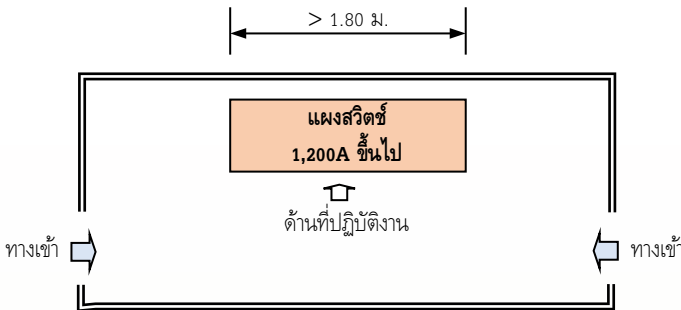 > 1.80 ม.
แผงสวิตช์
1,200A ขึ้นไป
ด้านที่ปฏิบัติงาน
ทางเข้า
ทางเข้า